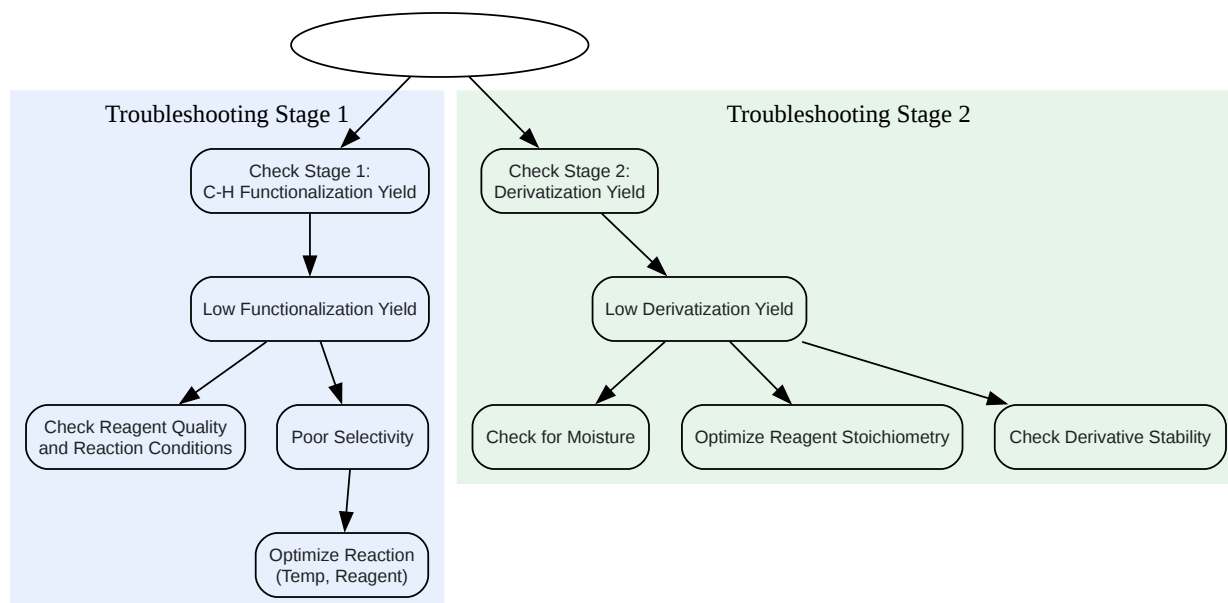 Troubleshooting Stage 1
Check Stage 1:
C-H Functionalization Yield
Low Functionalization Yield
Check Reagent Quality
and Reaction Conditions
Poor Selectivity
Optimize Reaction
(Temp, Reagent)
Troubleshooting Stage 2
Check Stage 2:
Derivatization Yield
Low Derivatization Yield
Check for Moisture
Optimize Reagent Stoichiometry
Check Derivative Stability